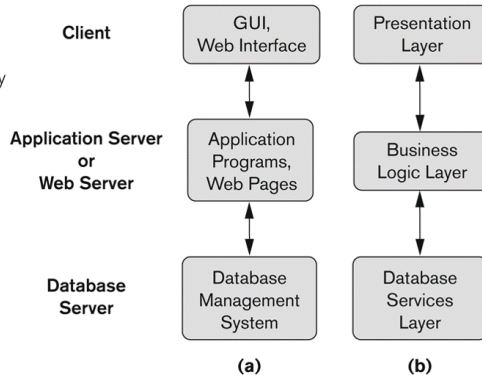 Client
GUI,
Web Interface
Presentation
Layer
y
Application Server
or
Web Server
Application
Programs,
Web Pages
Business
Logic Layer
Database
Server
Database
Management
System
Database
Services
Layer
(a)
(b)